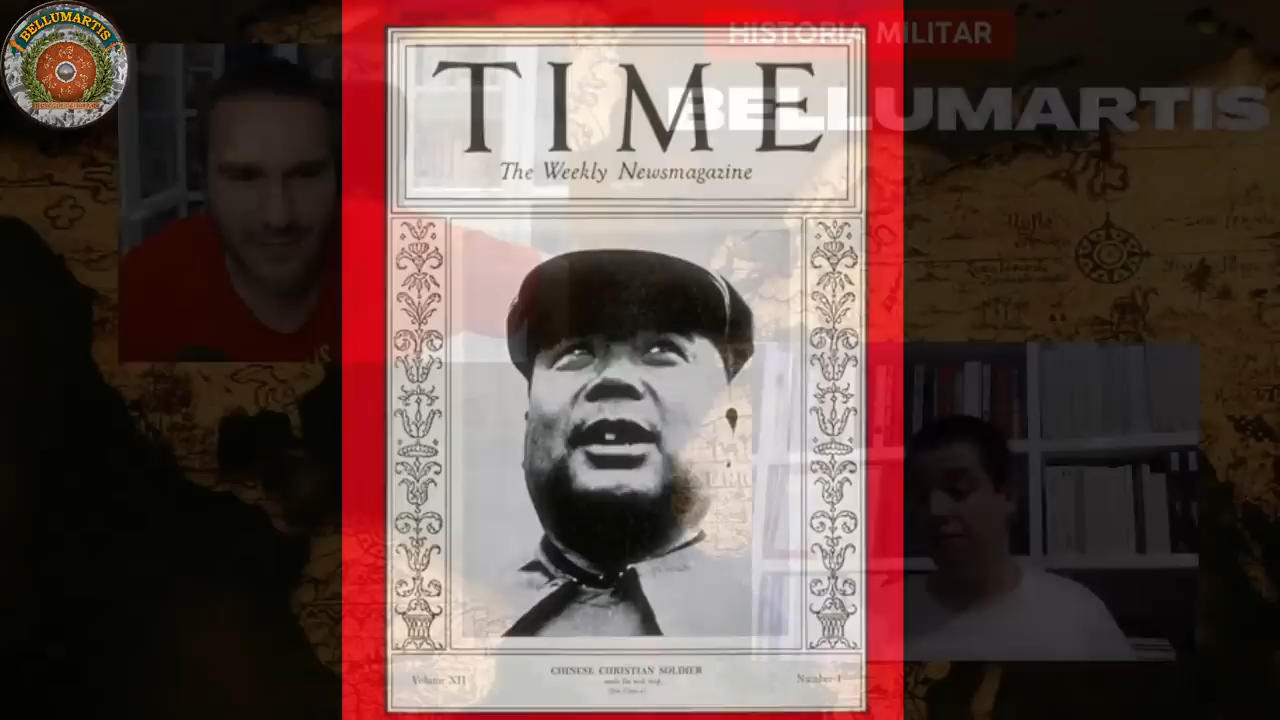 BELLUMARTIS
HISTORIA MILITAR
BELLUMARTIS
TIME
The Weekly Newsmagazine
CHINESE CHRISTIAN SOLDIER
Volume XII
Number 1